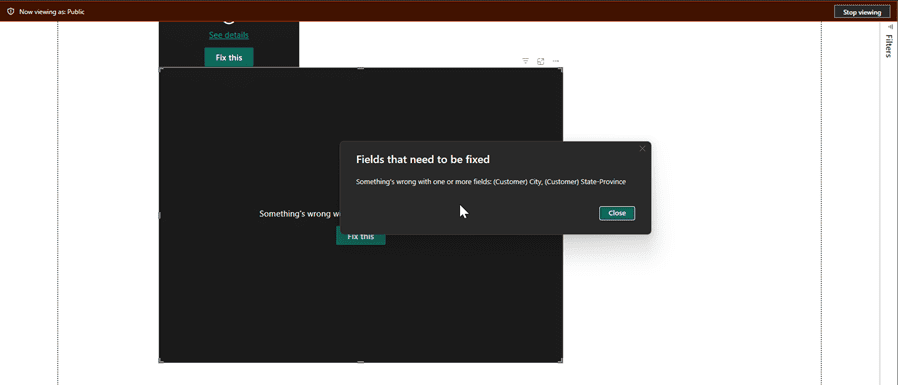 Now viewing as: Public
Stop viewing
See details
Fix this
Filters
Fields that need to be fixed
Something's wrong with one or more fields: (Customer) City, (Customer) State-Province
Close
Something's wrong
Fix this